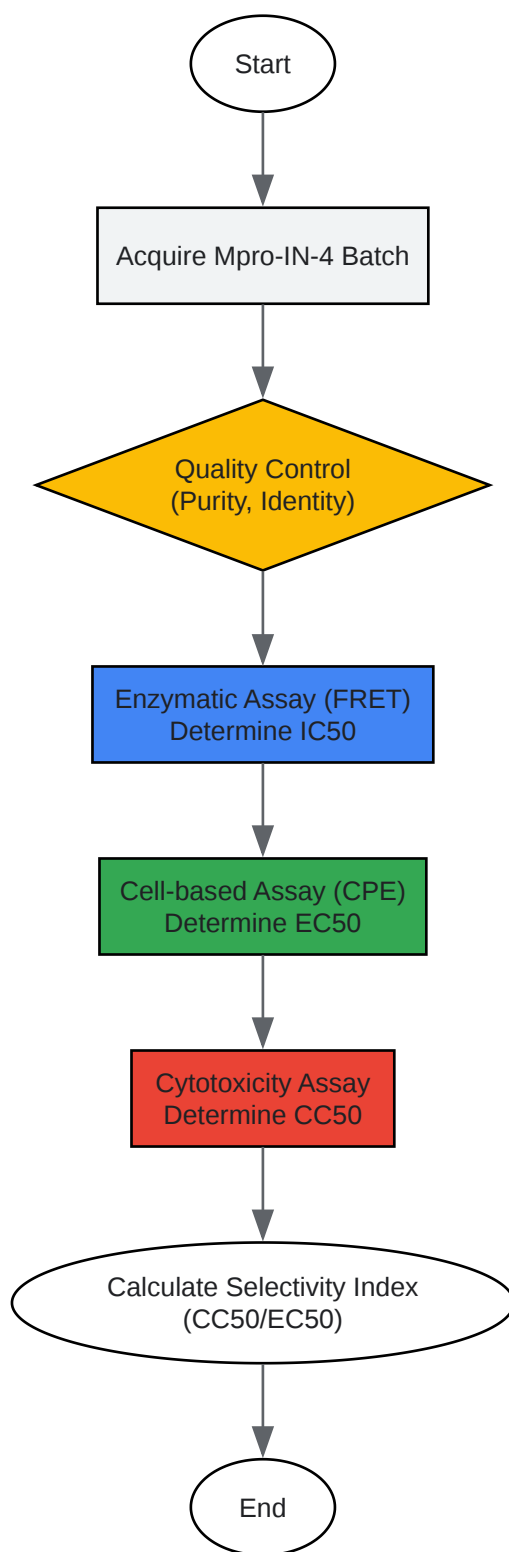 Start
Acquire Mpro-IN-4 Batch
Quality Control
(Purity, Identity)
Enzymatic Assay (FRET)
Determine IC50
Cell-based Assay (CPE)
Determine EC50
Cytotoxicity Assay
Determine CC50
Calculate Selectivity Index
(CC50/EC50)
End